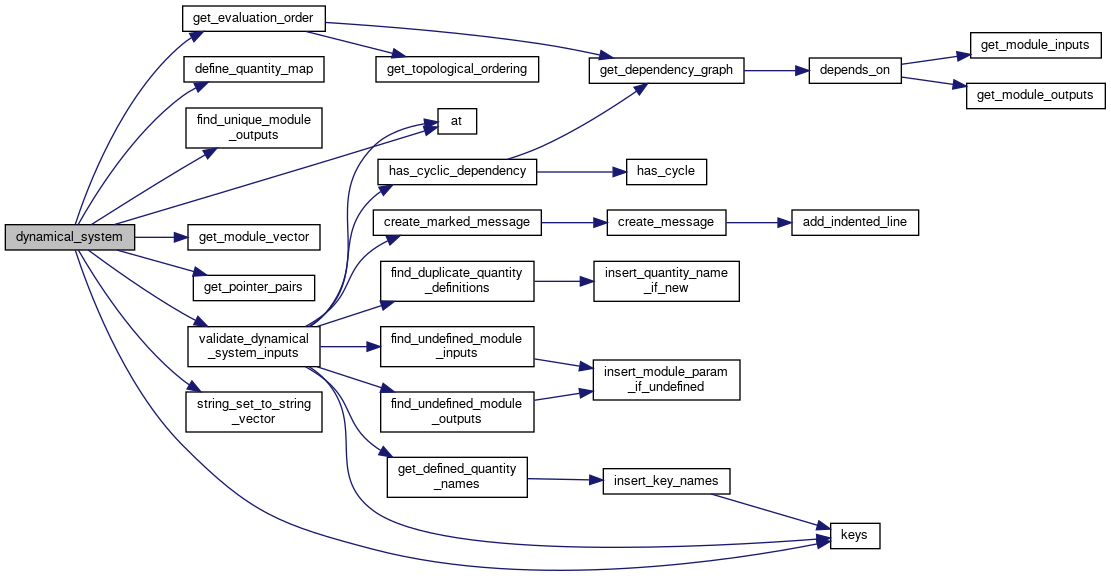 dynamical_system
get_evaluation_order
define_quantity_map
find_unique_module
_outputs
get_module_vector
get_pointer_pairs
validate_dynamical
_system_inputs
string_set_to_string
_vector
get_topological_ordering
at
has_cyclic_dependency
create_marked_message
find_duplicate_quantity
_definitions
find_undefined_module
_inputs
find_undefined_module
_outputs
get_defined_quantity
_names
get_dependency_graph
has_cycle
create_message
insert_quantity_name
_if_new
insert_module_param
_if_undefined
insert_key_names
depends_on
add_indented_line
keys
get_module_inputs
get_module_outputs